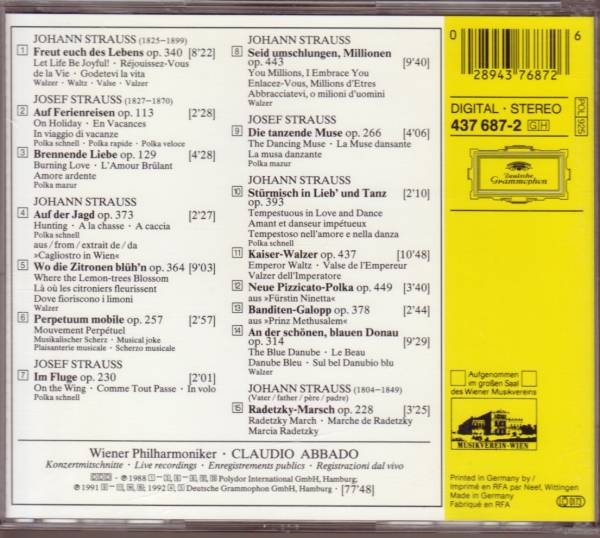 JOHANN STRAUSS (1825-1899)
1 Freut euch des Lebens op. 340 [8'22]
Let Life Be Joyful! · Réjouissez-Vous
de la Vie · Godetevi la vita
Walzer · Waltz · Valse · Valzer
JOSEF STRAUSS (1827-1870)
2 Auf Ferienreisen op. 113 [2'28]
On Holiday · En Vacances
In viaggio di vacanze
Polka schnell · Polka rapide · Polka veloce
3 Brennende Liebe op. 129 [4'28]
Burning Love · L'Amour Brûlant
Amore ardente
Polka mazur
JOHANN STRAUSS
4 Auf der Jagd op. 373 [2'27]
Hunting · A la chasse · A caccia
Polka schnell
aus / from / extrait de / da
»Cagliostro in Wien«
5 Wo die Zitronen blüh'n op. 364 [9'03]
Where the Lemon-trees Blossom
Là où les citroniers fleurissent
Dove fioriscono i limoni
Walzer
6 Perpetuum mobile op. 257 [2'57]
Mouvement Perpétuel
Musikalischer Scherz · Musical joke
Plaisanterie musicale · Scherzo musicale
JOSEF STRAUSS
7 Im Fluge op. 230 [2'01]
On the Wing · Comme Tout Passe · In volo
Polka schnell
JOHANN STRAUSS
8 Seid umschlungen, Millionen
op. 443 [9'40]
You Millions, I Embrace You
Enlacez-Vous, Millions d'Etres
Abbracciatevi, o milioni d'uomini
Walzer
JOSEF STRAUSS
9 Die tanzende Muse op. 266 [4'06]
The Dancing Muse · La Muse dansante
La musa danzante
Polka mazur
JOHANN STRAUSS
10 Stürmisch in Lieb' und Tanz [2'10]
op. 393
Tempestuous in Love and Dance
Amant et danseur impétueux
Tempestoso nell'amore e nella danza
Polka schnell
11 Kaiser-Walzer op. 437 [10'48]
Emperor Waltz · Valse de l'Empereur
Valzer dell'Imperatore
12 Neue Pizzicato-Polka op. 449 [3'40]
aus »Fürstin Ninetta«
13 Banditen-Galopp op. 378 [2'44]
aus »Prinz Methusalem«
14 An der schönen, blauen Donau
op. 314 [9'29]
The Blue Danube · Le Beau
Danube Bleu · Sul bel Danubio blu
Walzer
JOHANN STRAUSS (1804-1849)
(Vater / father / père / padre)
15 Radetzky-Marsch op. 228 [3'25]
Radetzky March · Marche de Radetzky
Marcia Radetzky
Wiener Philharmoniker · CLAUDIO ABBADO
Konzertmitschnitte · Live recordings · Enregistrements publics · Registrazioni dal vivo
DDD · ℗ 1988 Polydor International GmbH, Hamburg;
℗ 1991 1992 Deutsche Grammophon GmbH, Hamburg · [77'48]
0 28943 76872 6
DIGITAL · STEREO
437 687-2 GH
POL 925
Deutsche
Grammophon
Aufgenommen
im großen Saal
des Wiener Musikvereins
MUSIKVEREIN · WIEN
Printed in Germany by /
Imprimé en RFA par Neef, Wittingen
Made in Germany
Fabriqué en RFA